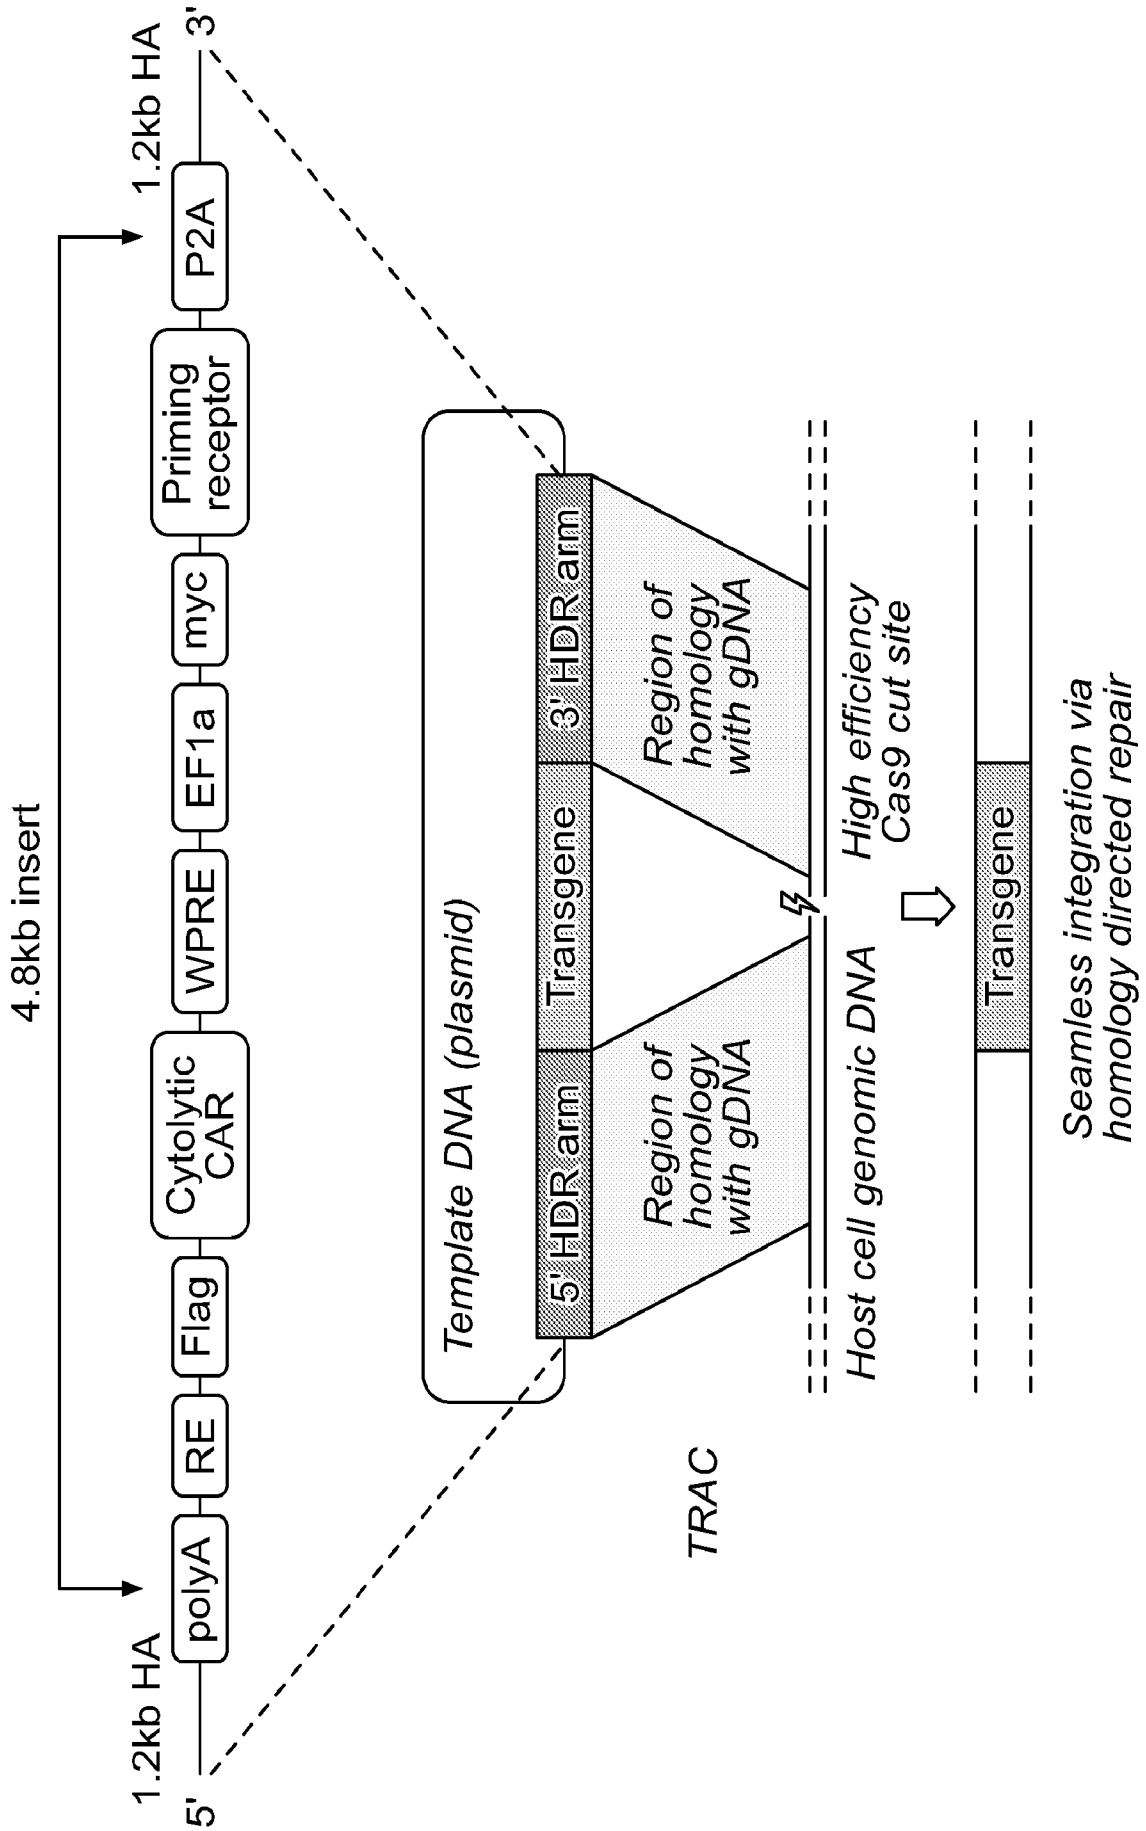 4.8kb insert
1.2kb HA
1.2kb HA
5'
polyA
RE
Flag
Cytolytic
CAR
WPRE
EF1a
myc
Priming
receptor
P2A
3'
Template DNA (plasmid)
5' HDR arm
Transgene
3' HDR arm
TRAC
Region of
homology
with gDNA
Region of
homology
with gDNA
Host cell genomic DNA
High efficiency
Cas9 cut site
Transgene
Seamless integration via
homology directed repair